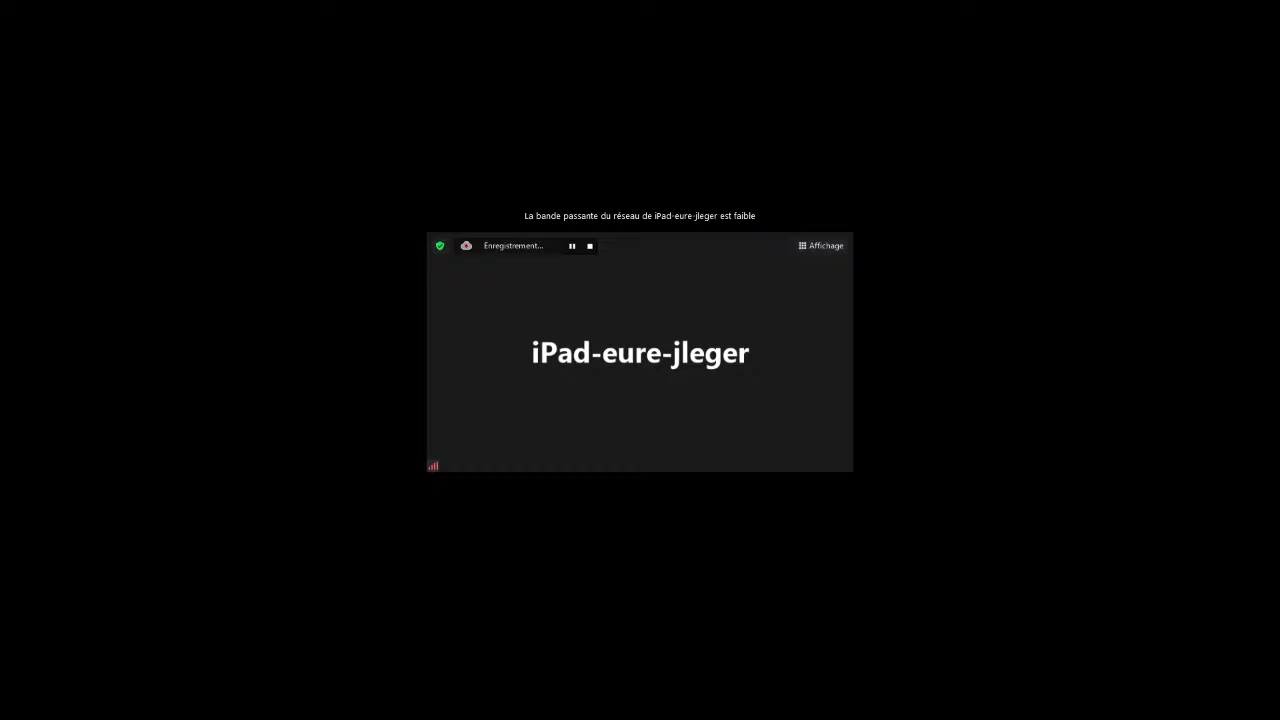 La bande passante du réseau de iPad-eure-jleger est faible
Enregistrement...
Affichage
iPad-eure-jleger